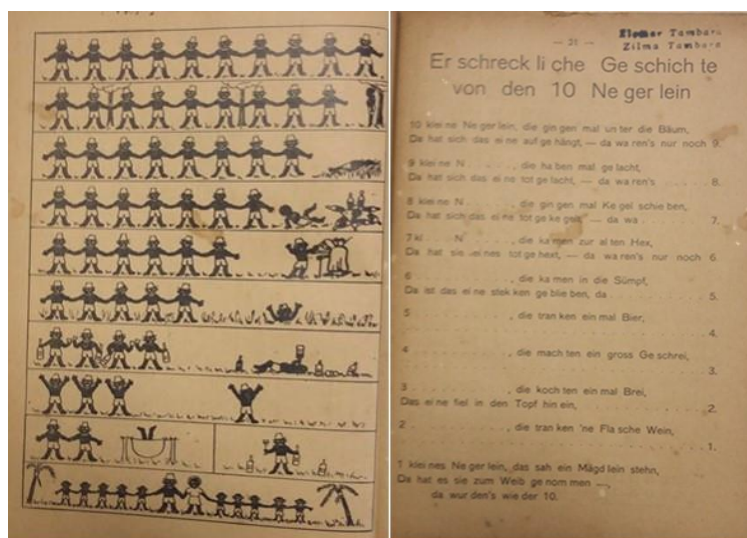 — 31 —
Elemer Tambara
Zilma Tambara
Er schreck li che Ge schich te
von den 10 Ne ger lein
10 klei ne Ne ger lein, die gin gen mal un ter die Bäum,
Da hat sich das ei ne auf ge hängt, — da wa ren's nur noch 9.
9 klei ne N . . . . . . . , die ha ben mal ge lacht,
Da hat sich das ei ne tot ge lacht, — da wa ren's . . . . . . . 8.
8 klei ne N . . . . . . . , die gin gen mal Ke gel schie ben,
Da hat sich das ei ne tot ge ke gelt — da wa . . . . . . . 7.
7 kl . . . N . . . . . . . , die ka men zur al ten Hex,
Da hat sie eines tot ge hext, — da wa ren's nur noch 6.
6 . . . . . . . , die ka men in die Sümpf,
Da ist das ei ne stek ken ge blie ben, da . . . . . . . 5.
5 . . . . . . . , die tran ken ein mal Bier,
. . . . . . . 4.
4 . . . . . . . , die mach ten ein gross Ge schrei,
. . . . . . . 3.
3 . . . . . . . , die koch ten ein mal Brei,
Das ei ne fiel in den Topf hin ein, . . . . . . . 2.
2 . . . . . . . , die tran ken 'ne Fla sche Wein,
. . . . . . . 1.
1 klei nes Ne ger lein, das sah ein Mägd lein stehn,
Da hat es sie zum Weib ge nom men —,
da wur den's wie der 10.